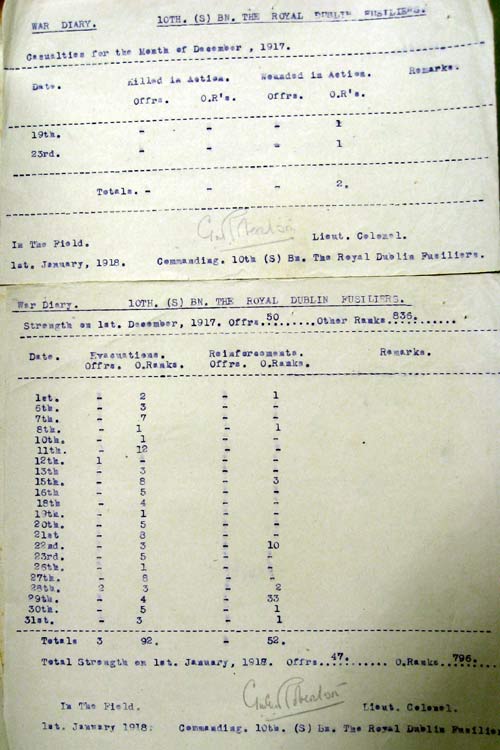 WAR DIARY. 10TH. (S) BN. THE ROYAL DUBLIN FUSILIERS.
Casualties for the Month of December, 1917.
Date. Killed in Action. Wounded in Action. Remarks.
Offrs. O.R's. Offrs. O.R's.
19th. - - - 1
23rd. - - - 1
Totals. - - - 2.
In The Field. Lieut. Colonel.
1st. January, 1918. Commanding. 10th (S) Bn. The Royal Dublin Fusiliers.
War Diary. 10TH. (S) BN. THE ROYAL DUBLIN FUSILIERS.
Strength on 1st. December, 1917. Offrs.50.........Other Ranks.836...........
Date. Evacuations. Reinforcements. Remarks.
Offrs. O.Ranks. Offrs. O.Ranks.
1st. - 2 - 1
6th. - 3 - -
7th. - 7 - -
8th. - 1 - 1
10th. - 1 - -
11th. - 12 - -
12th. 1 - - -
13th - 3 - -
15th. - 8 - 3
16th - 5 - -
18th - 4 - -
19th. - 1 - -
20th. - 5 - -
21st - 8 - -
22nd. - 3 - 10
23rd. - 5 - -
26th. - 1 - -
27th. - 8 - -
28th. 2 3 - 2
29th. - 4 - 33
30th. - 5 - 1
31st. - 3 - 1
Totals 3 92. - 52.
Total Strength on 1st. January, 1918. Offrs.47.......... O.Ranks.796..........
In The Field. Lieut. Colonel.
1st. January 1918. Commanding. 10th. (S) Bn. The Royal Dublin Fusilier